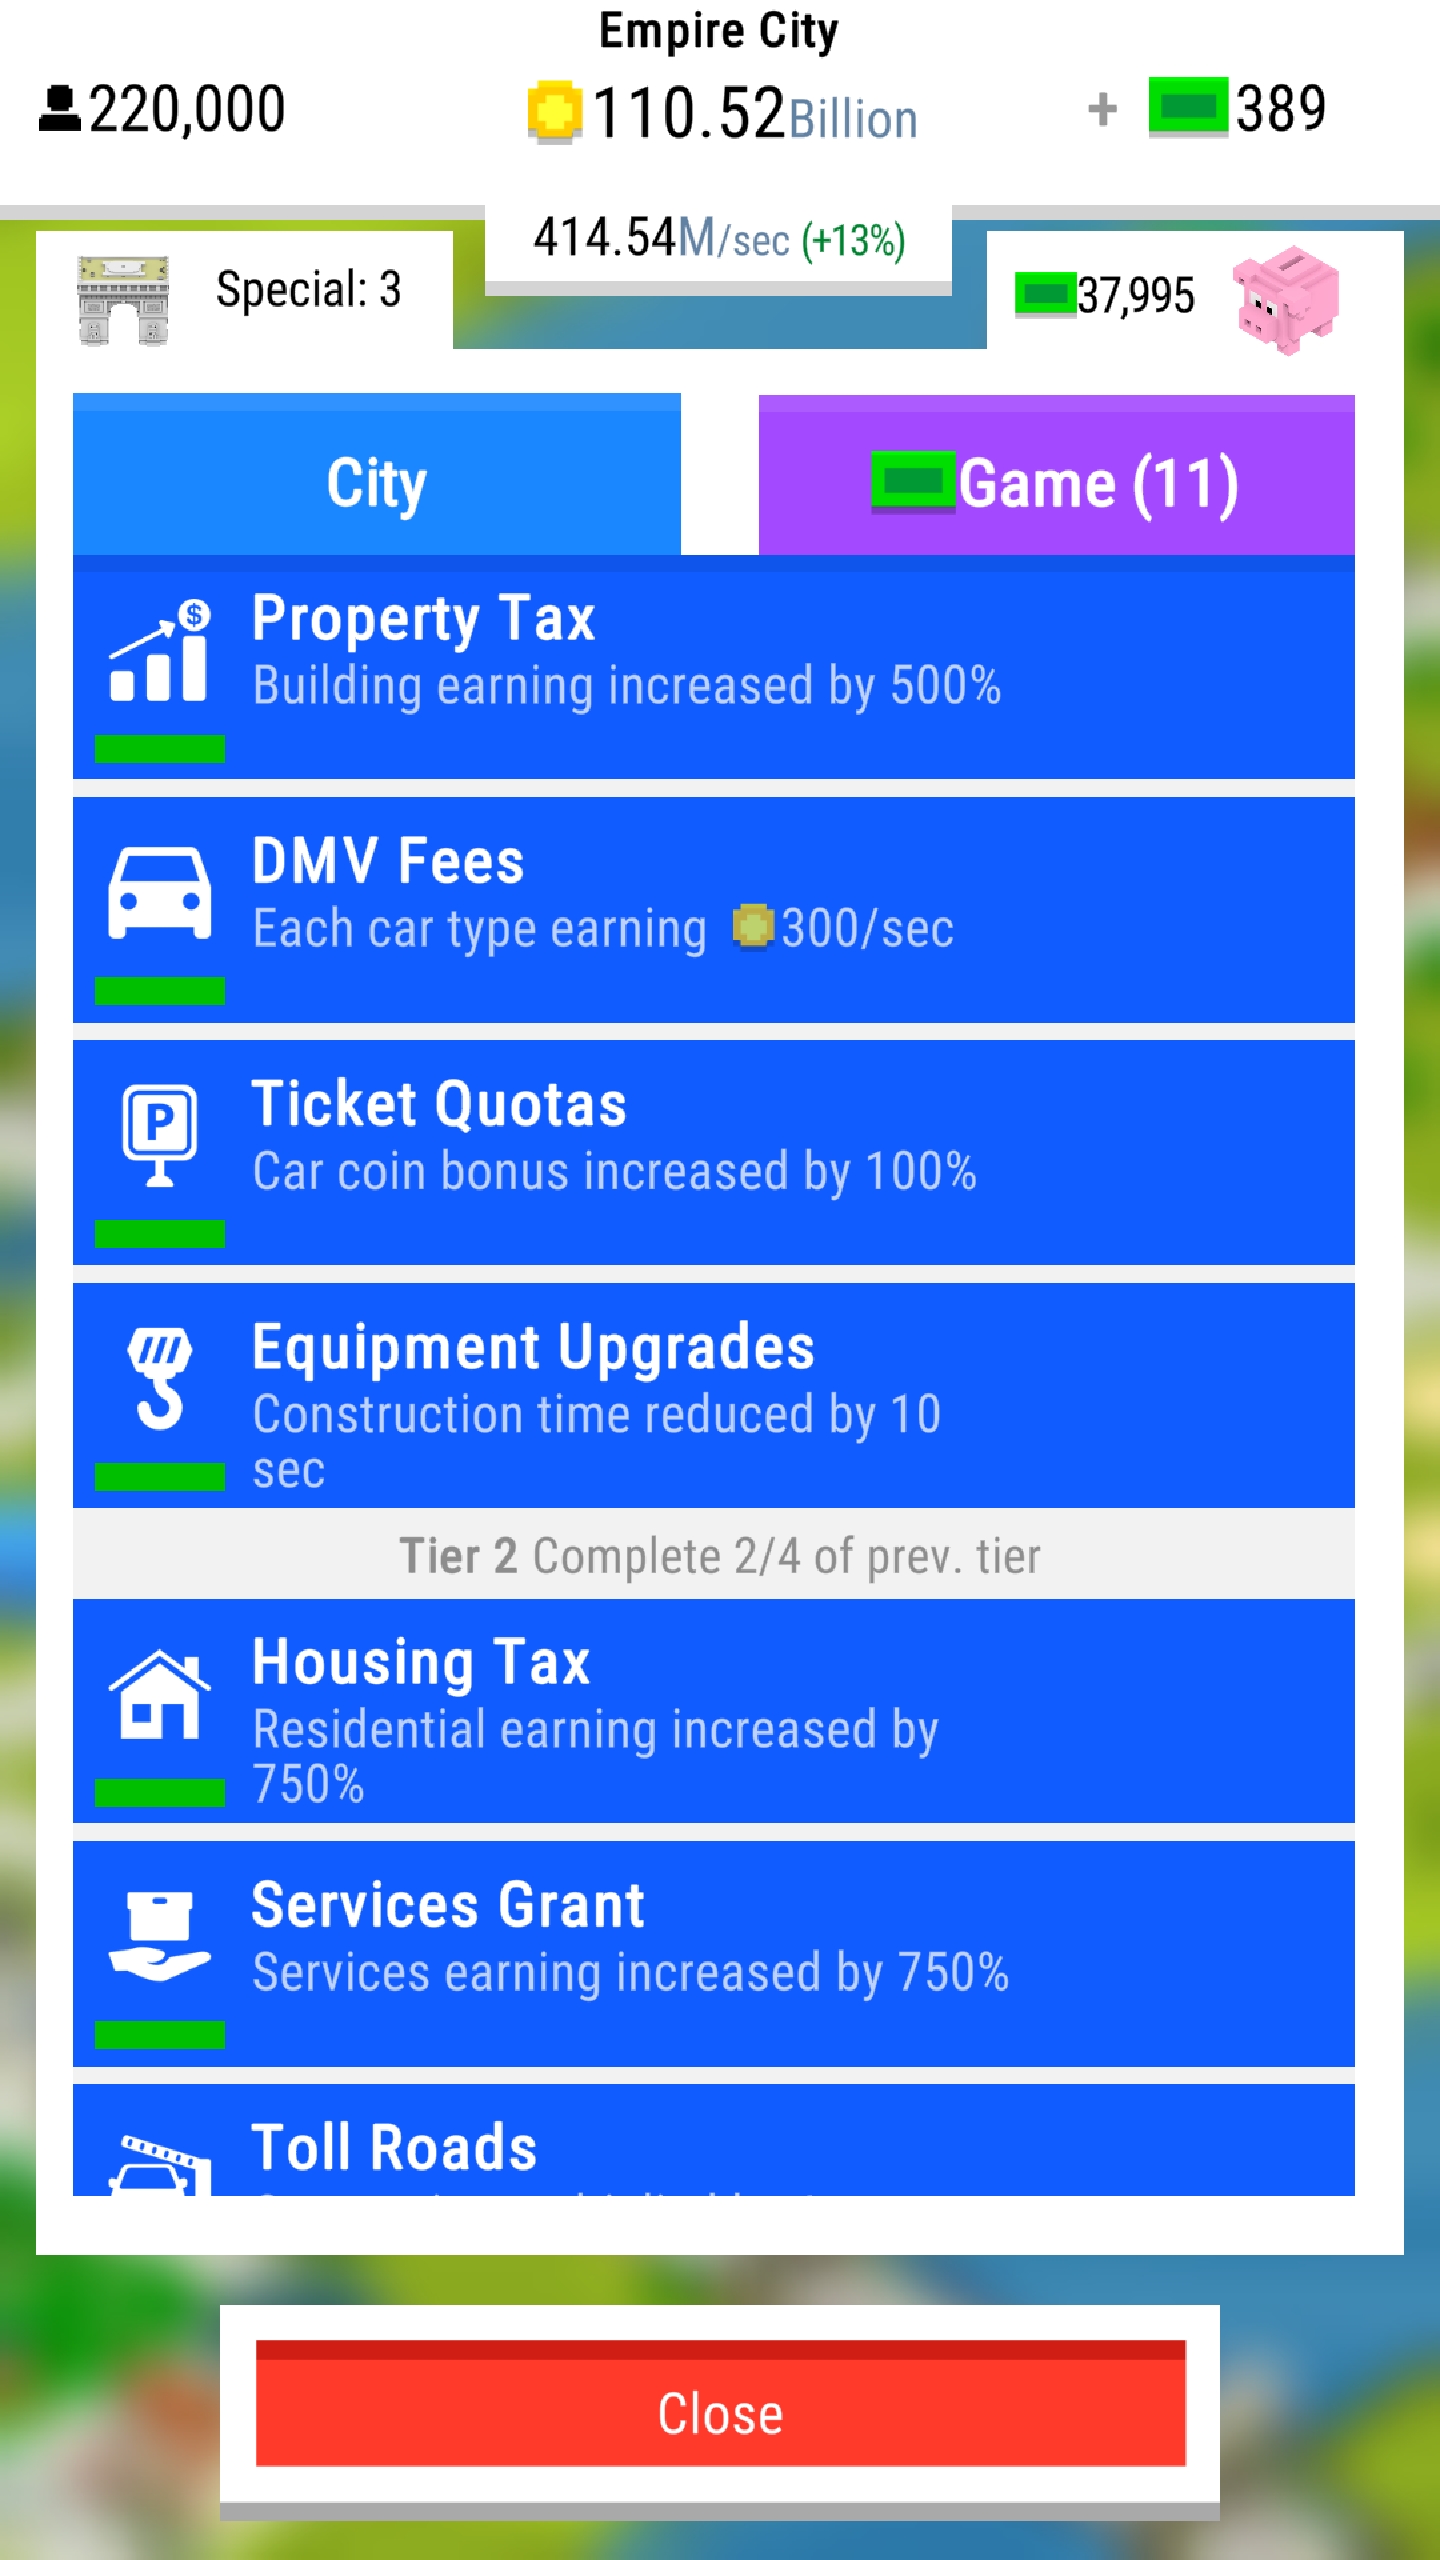 Empire City
220,000
110.52Billion
+ 389
414.54M/sec (+13%)
Special: 3
37,995
City
Game (11)
Property Tax
Building earning increased by 500%
DMV Fees
Each car type earning 300/sec
P
Ticket Quotas
Car coin bonus increased by 100%
Equipment Upgrades
Construction time reduced by 10
sec
Tier 2 Complete 2/4 of prev. tier
Housing Tax
Residential earning increased by
750%
Services Grant
Services earning increased by 750%
Toll Roads
Close